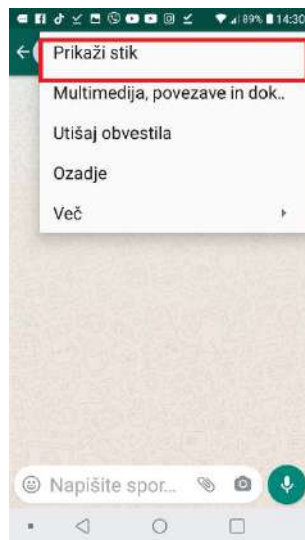 89% 14:30
Prikaži stik
Multimedija, povezave in dok..
Utišaj obvestila
Ozadje
Več
Napišite spor...